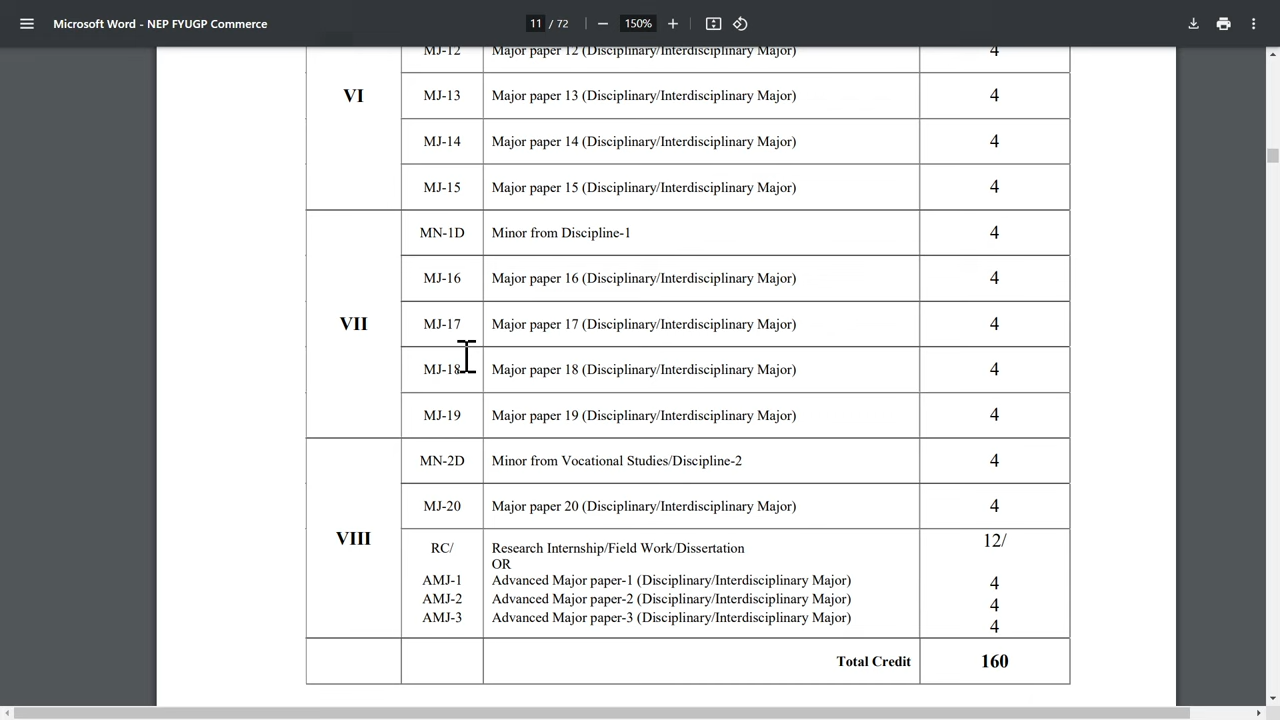 Microsoft Word - NEP FYUGP Commerce
11 / 72
150%
MJ-12 Major paper 12 (Disciplinary/Interdisciplinary Major) 4
VI
MJ-13 Major paper 13 (Disciplinary/Interdisciplinary Major) 4
MJ-14 Major paper 14 (Disciplinary/Interdisciplinary Major) 4
MJ-15 Major paper 15 (Disciplinary/Interdisciplinary Major) 4
MN-1D Minor from Discipline-1 4
MJ-16 Major paper 16 (Disciplinary/Interdisciplinary Major) 4
VII
MJ-17 Major paper 17 (Disciplinary/Interdisciplinary Major) 4
MJ-18 Major paper 18 (Disciplinary/Interdisciplinary Major) 4
MJ-19 Major paper 19 (Disciplinary/Interdisciplinary Major) 4
MN-2D Minor from Vocational Studies/Discipline-2 4
MJ-20 Major paper 20 (Disciplinary/Interdisciplinary Major) 4
VIII
RC/ Research Internship/Field Work/Dissertation 12/
OR
AMJ-1 Advanced Major paper-1 (Disciplinary/Interdisciplinary Major) 4
AMJ-2 Advanced Major paper-2 (Disciplinary/Interdisciplinary Major) 4
AMJ-3 Advanced Major paper-3 (Disciplinary/Interdisciplinary Major) 4
Total Credit 160